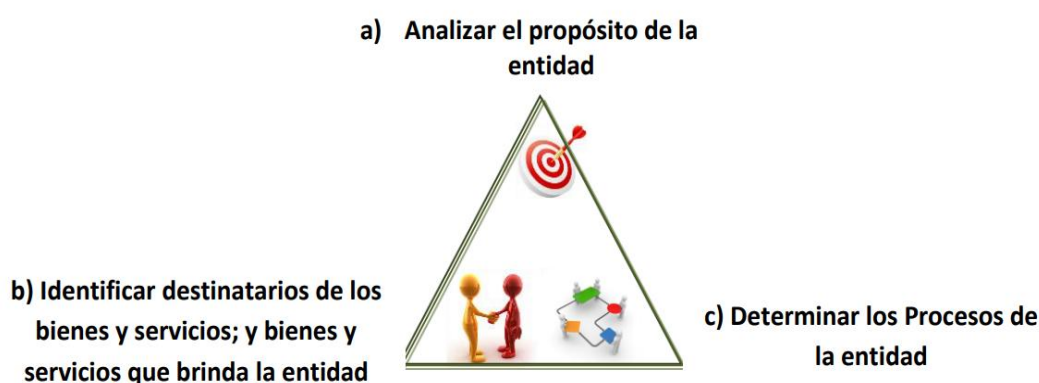 a) Analizar el propósito de la
entidad
b) Identificar destinatarios de los
bienes y servicios; y bienes y
servicios que brinda la entidad
c) Determinar los Procesos de
la entidad